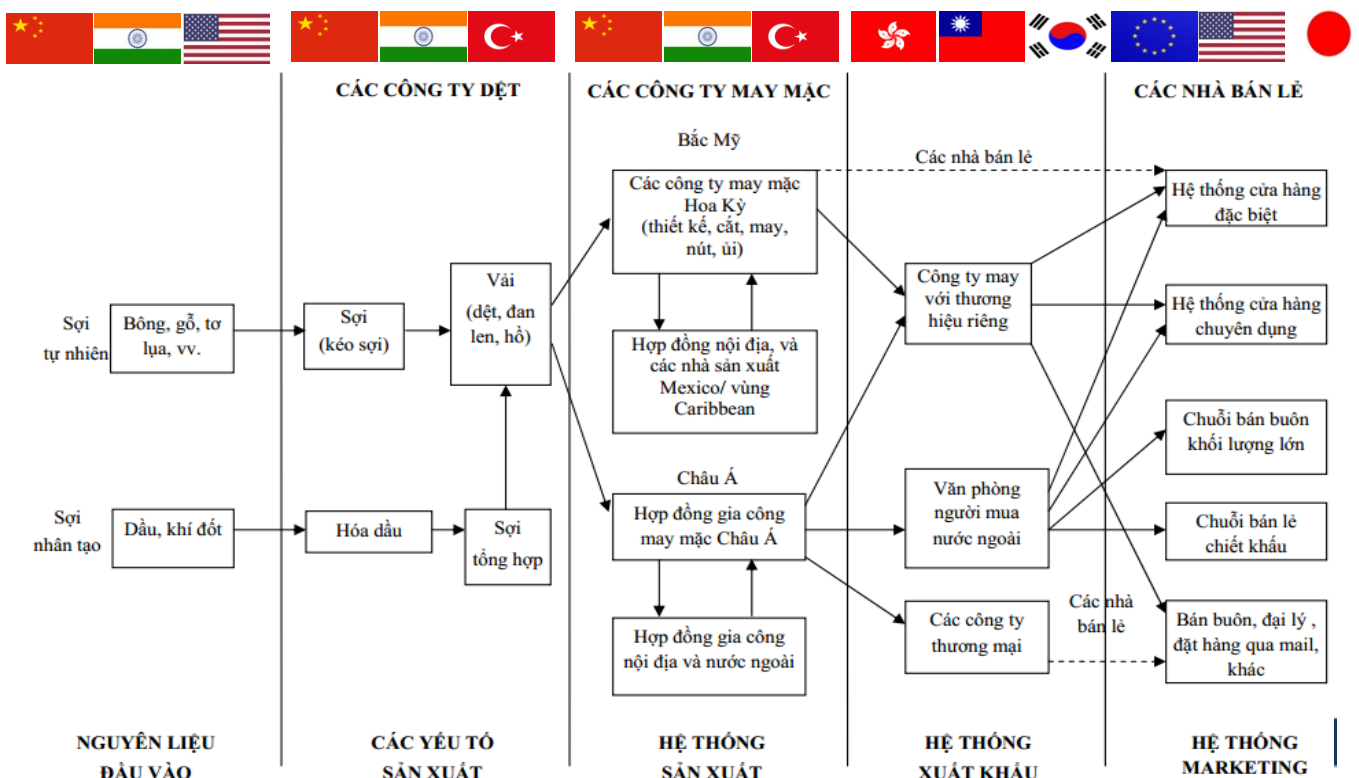 CÁC CÔNG TY DỆT
CÁC CÔNG TY MAY MẶC
CÁC NHÀ BÁN LẺ
Sợi
tự nhiên
Bông, gỗ, tơ
lụa, vv.
Sợi
nhân tạo
Dầu, khí đốt
Sợi
(kéo sợi)
Vải
(dệt, đan
len, hồ)
Hóa dầu
Sợi
tổng hợp
Bắc Mỹ
Các công ty may mặc
Hoa Kỳ
(thiết kế, cắt, may,
nút, ủi)
Hợp đồng nội địa, và
các nhà sản xuất
Mexico/ vùng
Caribbean
Châu Á
Hợp đồng gia công
may mặc Châu Á
Hợp đồng gia công
nội địa và nước ngoài
Các nhà bán lẻ
Công ty may
với thương
hiệu riêng
Văn phòng
người mua
nước ngoài
Các công ty
thương mại
Các nhà
bán lẻ
Hệ thống cửa hàng
đặc biệt
Hệ thống cửa hàng
chuyên dụng
Chuỗi bán buôn
khối lượng lớn
Chuỗi bán lẻ
chiết khấu
Bán buôn, đại lý ,
đặt hàng qua mail,
khác
NGUYÊN LIỆU
ĐẦU VÀO
CÁC YẾU TỐ
SẢN XUẤT
HỆ THỐNG
SẢN XUẤT
HỆ THỐNG
XUẤT KHẨU
HỆ THỐNG
MARKETING